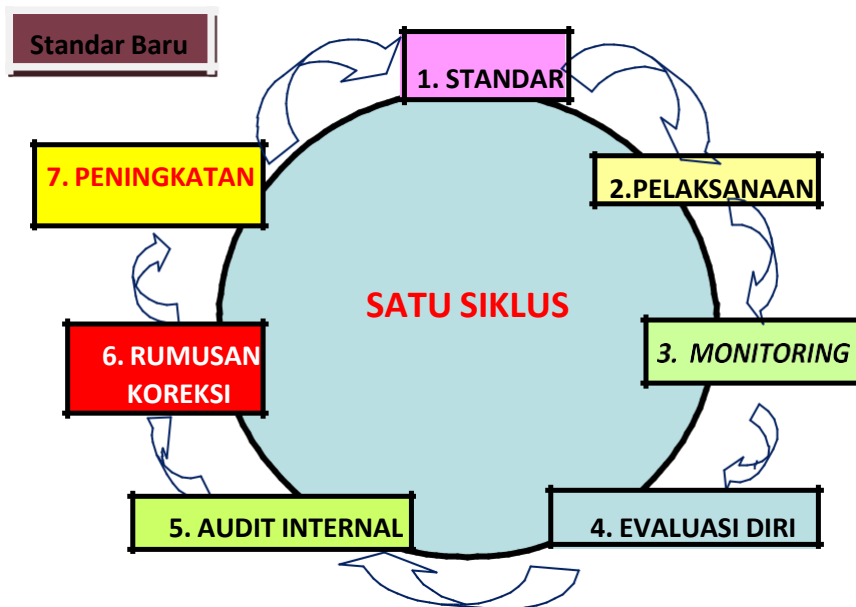 Standar Baru
1. STANDAR
2.PELAKSANAAN
3. MONITORING
4. EVALUASI DIRI
5. AUDIT INTERNAL
6. RUMUSAN
KOREKSI
7. PENINGKATAN
SATU SIKLUS